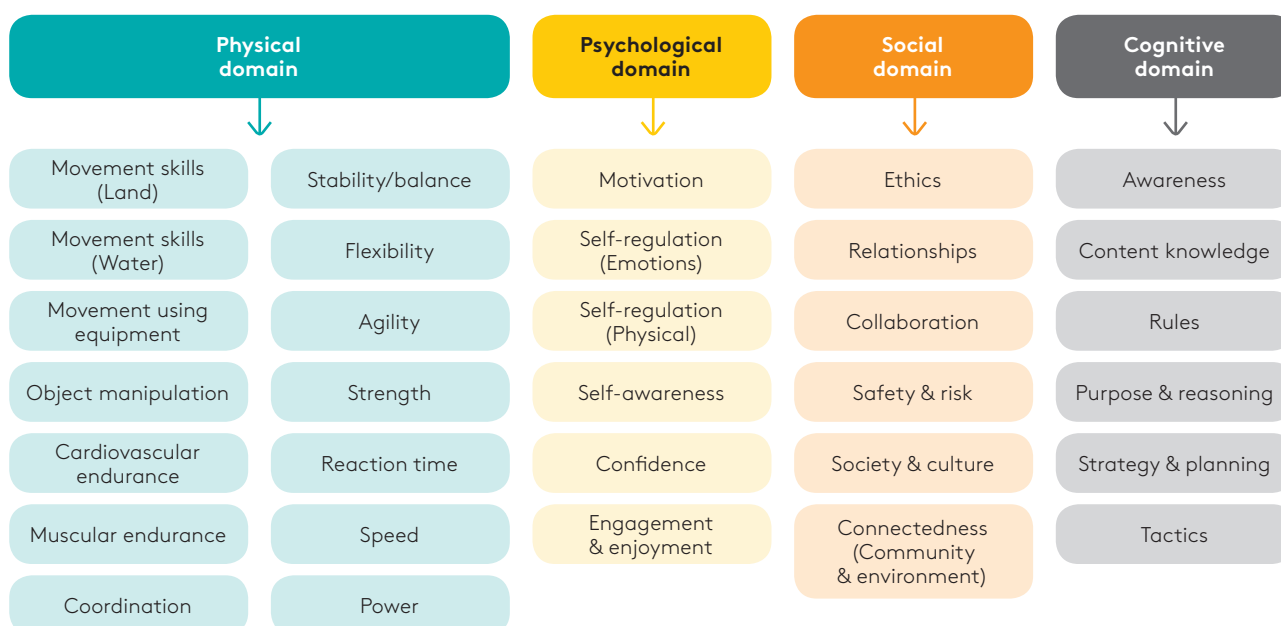 Physical
domain
Psychological
domain
Social
domain
Cognitive
domain
Movement skills
(Land)
Movement skills
(Water)
Movement using
equipment
Object manipulation
Cardiovascular
endurance
Muscular endurance
Coordination
Stability/balance
Flexibility
Agility
Strength
Reaction time
Speed
Power
Motivation
Self-regulation
(Emotions)
Self-regulation
(Physical)
Self-awareness
Confidence
Engagement
& enjoyment
Ethics
Relationships
Collaboration
Safety & risk
Society & culture
Connectedness
(Community
& environment)
Awareness
Content knowledge
Rules
Purpose & reasoning
Strategy & planning
Tactics